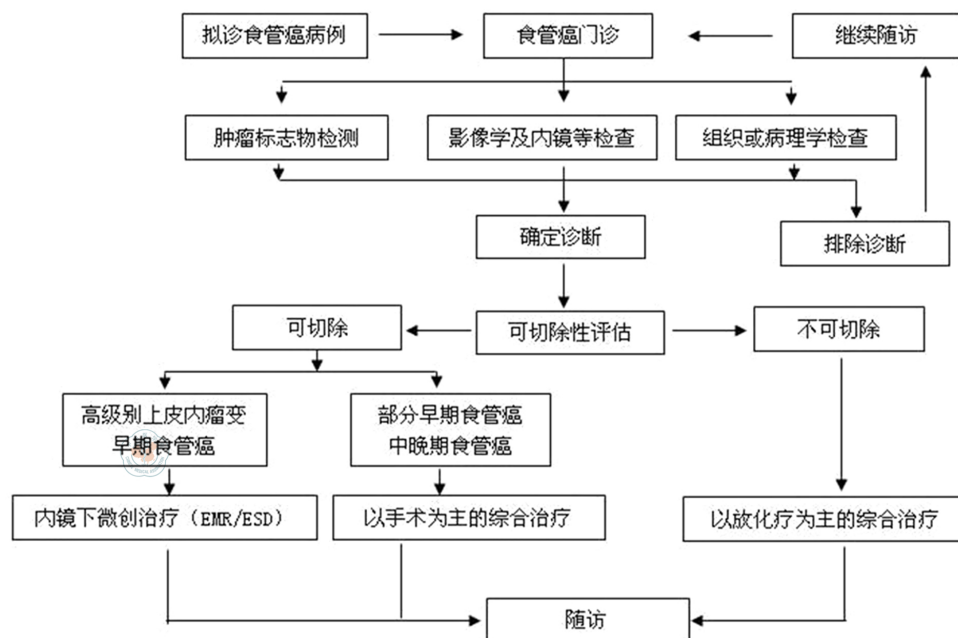 拟诊食管癌病例
食管癌门诊
继续随访
肿瘤标志物检测
影像学及内镜等检查
组织或病理学检查
确定诊断
排除诊断
可切除
可切除性评估
不可切除
高级别上皮内瘤变
早期食管癌
部分早期食管癌
中晚期食管癌
内镜下微创治疗（EMR/ESD）
以手术为主的综合治疗
以放化疗为主的综合治疗
随访